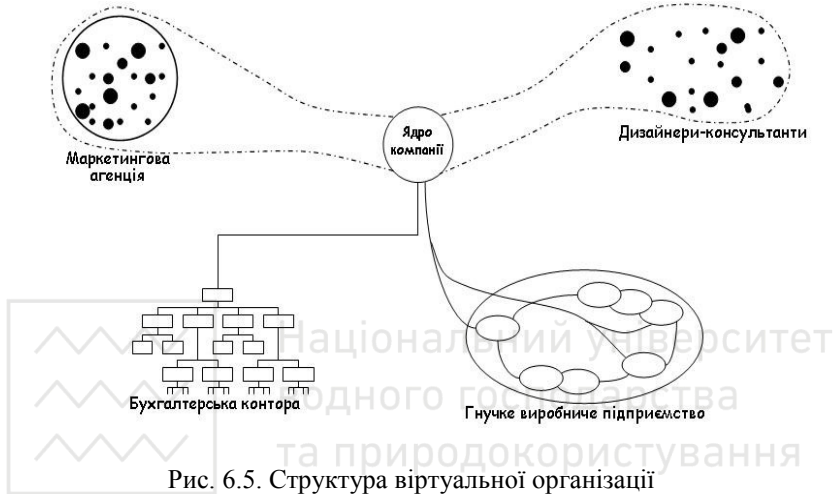 Ядро
компанії
Маркетингова
агенція
Дизайнери-консультанти
Національний університет
водного господарства
та природокористування
Бухгалтерська контора
Гнучке виробниче підприємство
Рис. 6.5. Структура віртуальної організації